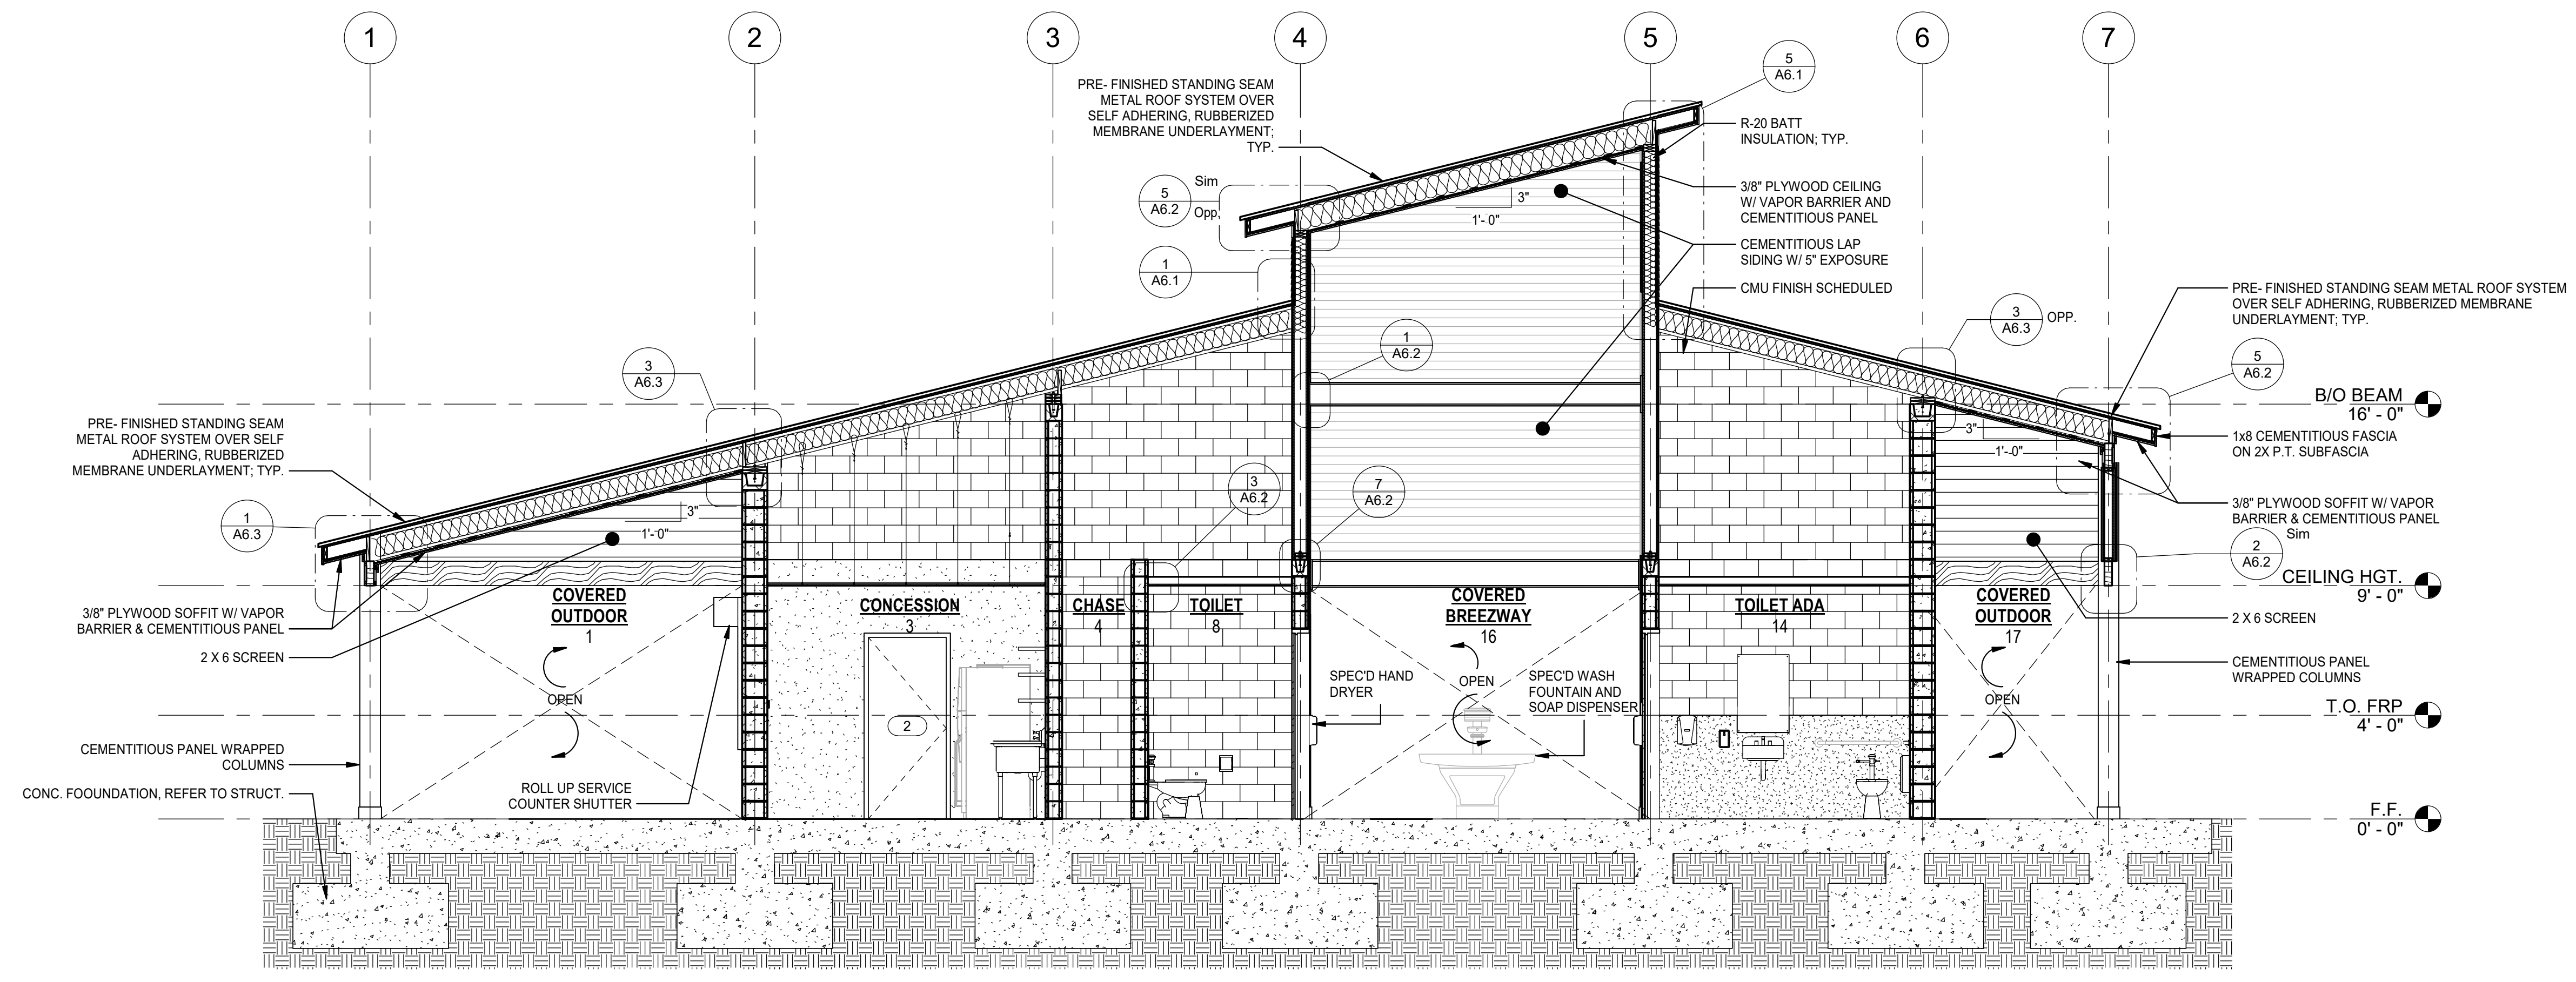 1
2
3
4
5
6
7
PRE- FINISHED STANDING SEAM
METAL ROOF SYSTEM OVER
SELF ADHERING, RUBBERIZED
MEMBRANE UNDERLAYMENT;
TYP.
5
A6.1
R-20 BATT
INSULATION; TYP.
5
A6.2
Sim
Opp.
3"
1'- 0"
3/8" PLYWOOD CEILING
W/ VAPOR BARRIER AND
CEMENTITIOUS PANEL
CEMENTITIOUS LAP
SIDING W/ 5" EXPOSURE
1
A6.1
CMU FINISH SCHEDULED
PRE- FINISHED STANDING SEAM METAL ROOF SYSTEM
OVER SELF ADHERING, RUBBERIZED MEMBRANE
UNDERLAYMENT; TYP.
3
A6.3
OPP.
1
A6.2
3
A6.3
5
A6.2
B/O BEAM
16' - 0"
PRE- FINISHED STANDING SEAM
METAL ROOF SYSTEM OVER SELF
ADHERING, RUBBERIZED
MEMBRANE UNDERLAYMENT; TYP.
3"
1'-0"
1x8 CEMENTITIOUS FASCIA
ON 2X P.T. SUBFASCIA
3
A6.2
7
A6.2
1
A6.3
3"
1'-0"
3/8" PLYWOOD SOFFIT W/ VAPOR
BARRIER & CEMENTITIOUS PANEL
Sim
2
A6.2
CEILING HGT.
9' - 0"
3/8" PLYWOOD SOFFIT W/ VAPOR
BARRIER & CEMENTITIOUS PANEL
2 X 6 SCREEN
COVERED
OUTDOOR
1
CONCESSION
3
CHASE
4
TOILET
8
COVERED
BREEZWAY
16
TOILET ADA
14
COVERED
OUTDOOR
17
2 X 6 SCREEN
OPEN
2
SPEC'D HAND
DRYER
OPEN
SPEC'D WASH
FOUNTAIN AND
SOAP DISPENSER
OPEN
CEMENTITIOUS PANEL
WRAPPED COLUMNS
T.O. FRP
4' - 0"
CEMENTITIOUS PANEL WRAPPED
COLUMNS
CONC. FOOUNDATION, REFER TO STRUCT.
ROLL UP SERVICE
COUNTER SHUTTER
F.F.
0' - 0"